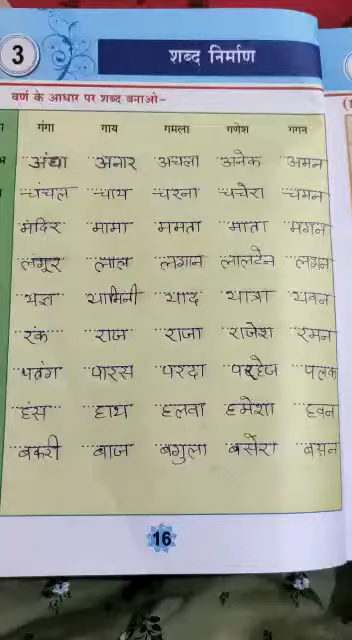 3
शब्द निर्माण
वर्ण के आधार पर शब्द बनाओ–
गंगा गाय गमला गणेश गगन
अंधा अनार अचला अनेक अमन
चंचल चाय चरना चचेरा चमन
मंदिर मामा ममता माता मगन
लंगूर लाल लगान लालटेन लगन
यज्ञ यामिनी याद यात्रा यवन
रंक राज राजा राजेश रमन
पतंग पारस परदा परहेज पलक
हंस हाथ हलवा हमेशा हवन
बकरी बाज बगुला बसेरा बसन
16